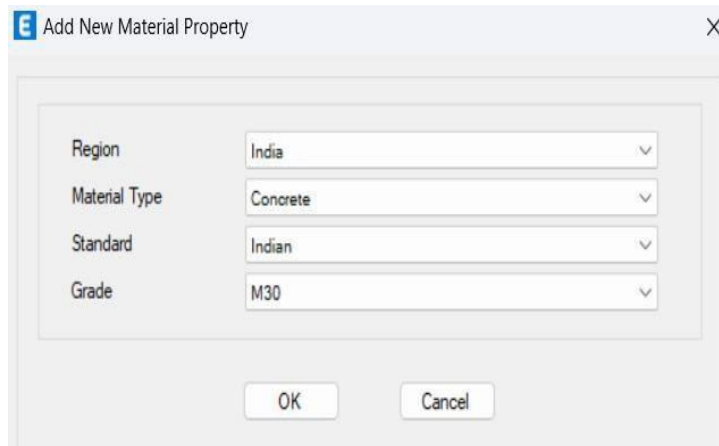 E Add New Material Property X
Region India
Material Type Concrete
Standard Indian
Grade M30
OK Cancel